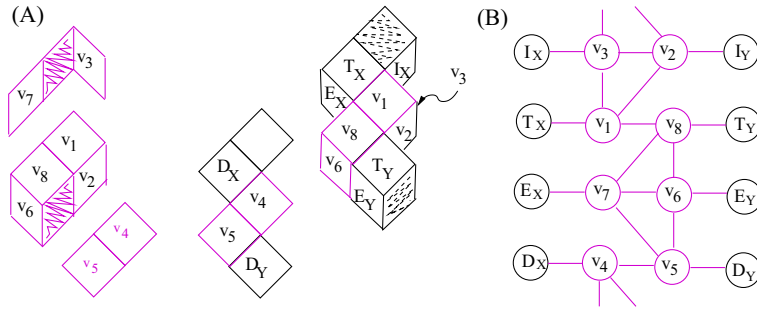 (A)
v3
v7
v1
v8
v2
v6
v4
v5
DX
v4
v5
DY
TX
IX
EX
v1
v3
v8
v2
v6
TY
EY
(B)
IX v3 v2 IY
TX v1 v8 TY
EX v7 v6 EY
DX v4 v5 DY